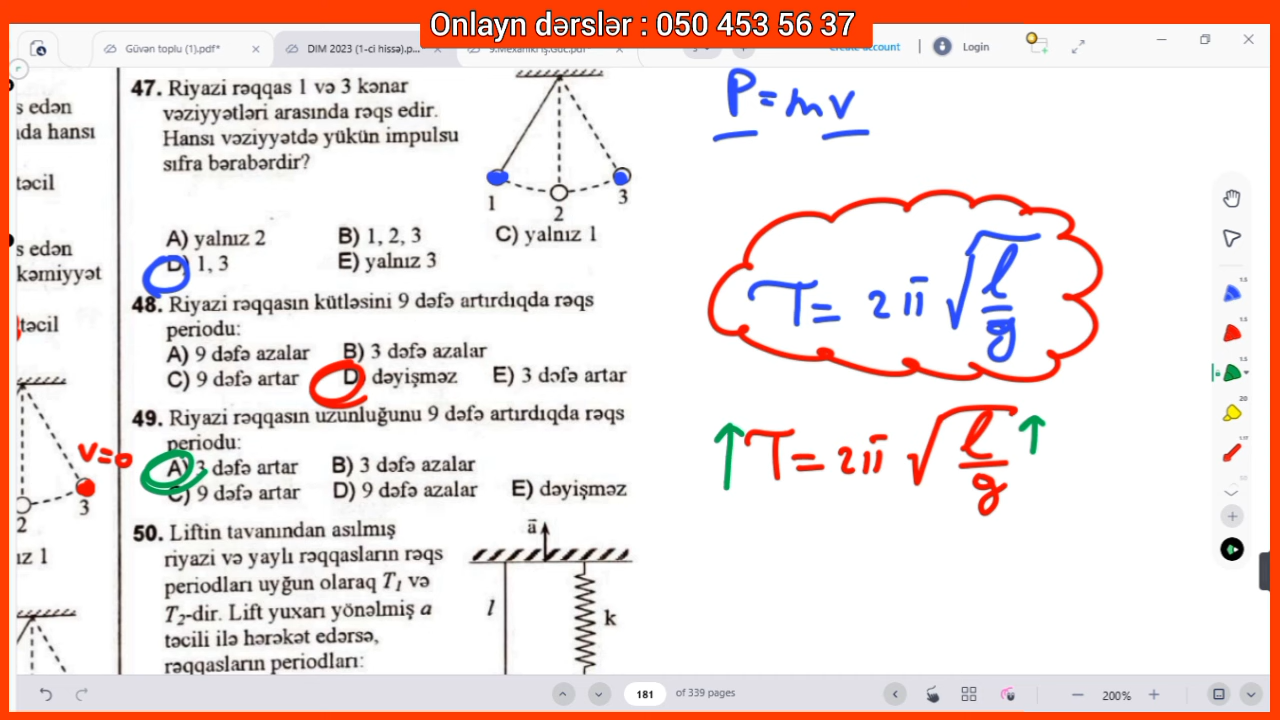 Onlayn dərslər : 050 453 56 37
Güvən toplu (1).pdf*
DIM 2023 (1-ci hissə).p...*
Login
s edən
təcil
s edən
kəmiyyət
təcil
V=0
2
3
ız 1
47. Riyazi rəqqas 1 və 3 kənar
vəziyyətləri arasında rəqs edir.
Hansı vəziyyətdə yükün impulsu
sıfra bərabərdir?
1
2
3
A) yalnız 2 B) 1, 2, 3 C) yalnız 1
D) 1, 3 E) yalnız 3
48. Riyazi rəqqasın kütləsini 9 dəfə artırdıqda rəqs
periodu:
A) 9 dəfə azalar B) 3 dəfə azalar
C) 9 dəfə artar D) dəyişməz E) 3 dəfə artar
49. Riyazi rəqqasın uzunluğunu 9 dəfə artırdıqda rəqs
periodu:
A) 3 dəfə artar B) 3 dəfə azalar
C) 9 dəfə artar D) 9 dəfə azalar E) dəyişməz
50. Liftin tavanından asılmış
riyazi və yaylı rəqqasların rəqs
periodları uyğun olaraq T₁ və
T₂-dir. Lift yuxarı yönəlmiş a
təcili ilə hərəkət edərsə,
rəqqasların periodları:
a
l
k
P = mv
T = 2π√(l/g)
↑T = 2π√(l/g)↑
181 of 339 pages
200%